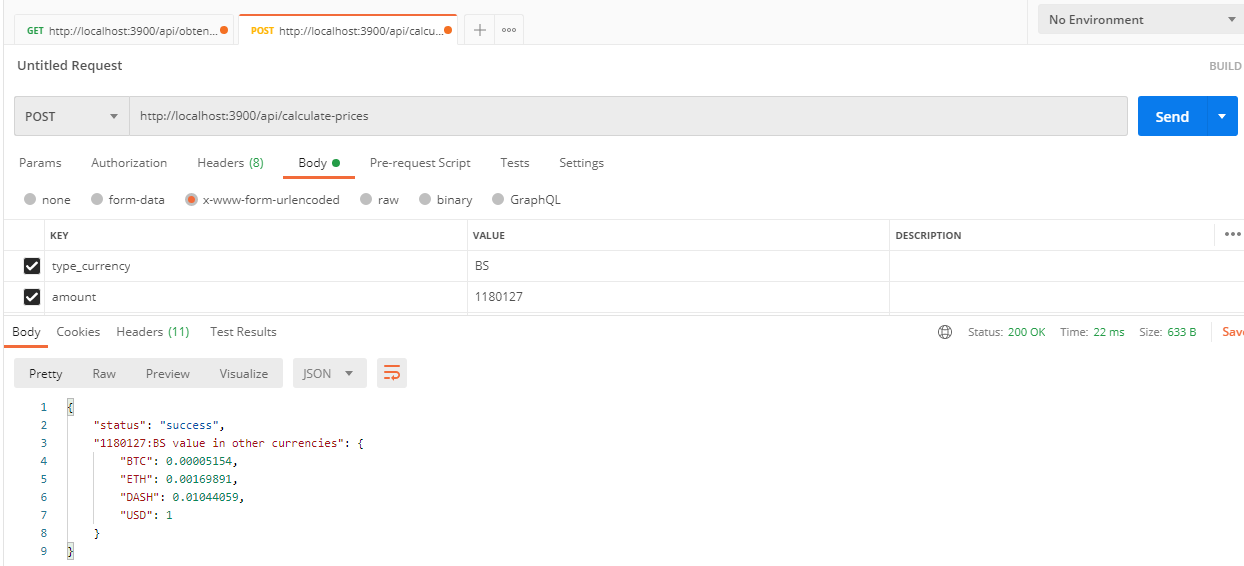 GET http://localhost:3900/api/obten...
POST http://localhost:3900/api/calcu...
No Environment
Untitled Request
BUILD
POST http://localhost:3900/api/calculate-prices Send
Params Authorization Headers (8) Body Pre-request Script Tests Settings
none form-data x-www-form-urlencoded raw binary GraphQL
KEY VALUE DESCRIPTION
type_currency BS
amount 1180127
Body Cookies Headers (11) Test Results Status: 200 OK Time: 22 ms Size: 633 B Save
Pretty Raw Preview Visualize JSON
1 {
2 "status": "success",
3 "1180127:BS value in other currencies": {
4 "BTC": 0.00005154,
5 "ETH": 0.00169891,
6 "DASH": 0.01044059,
7 "USD": 1
8 }
9 }